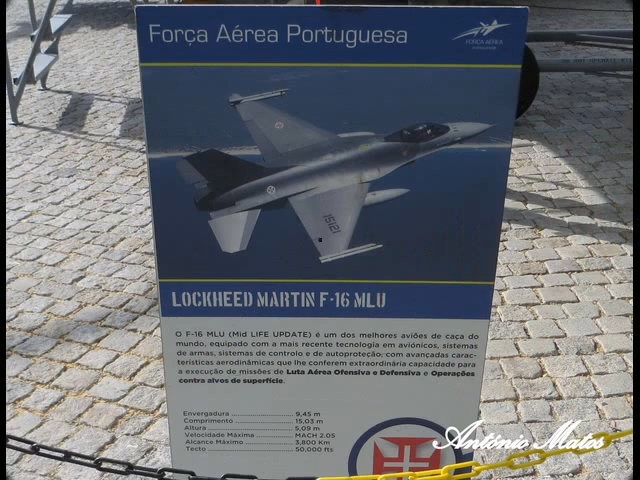 Força Aérea Portuguesa
FORÇA AÉREA
15121
LOCKHEED MARTIN F-16 MLU
O F-16 MLU (Mid LIFE UPDATE) é um dos melhores aviões de caça do
mundo, equipado com a mais recente tecnologia em aviónicos, sistemas
de armas, sistemas de controlo e de autoproteção; com avançadas carac-
terísticas aerodinâmicas que lhe conferem extraordinária capacidade para
a execução de missões de Luta Aérea Ofensiva e Defensiva e Operações
contra alvos de superfície.
Envergadura .......................... 9,45 m
Comprimento ........................ 15,03 m
Altura .................................... 5,09 m
Velocidade Máxima .............. MACH 2.05
Alcance Máximo ................... 3,800 Km
Tecto ..................................... 50,000 fts
António Matos